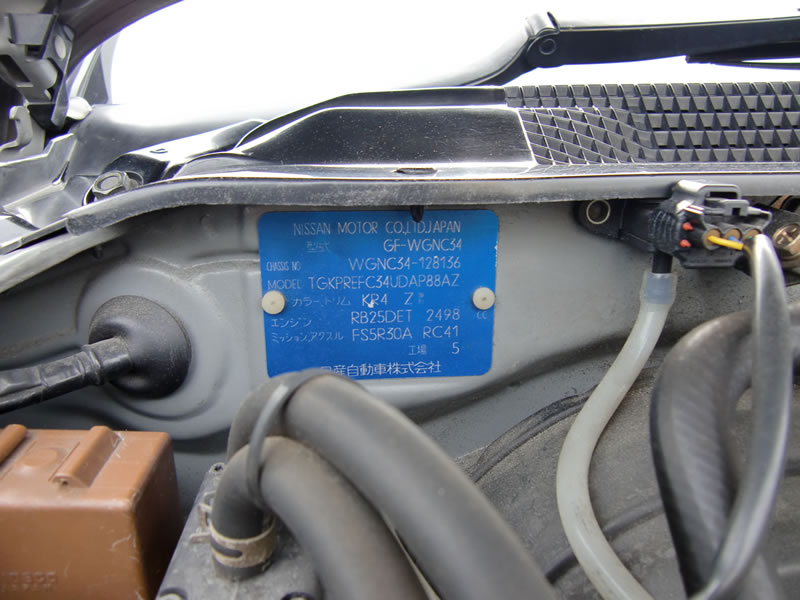 NISSAN MOTOR CO.,LTD.JAPAN
型式 GF-WGNC34
CHASSIS NO WGNC34-128136
MODEL TGKPREFC34UDAP88AZ
カラー,トリム KR4 Z
エンジン RB25DET 2498 CC
ミッション,アクスル FS5R30A RC41
工場 5
日産自動車株式会社